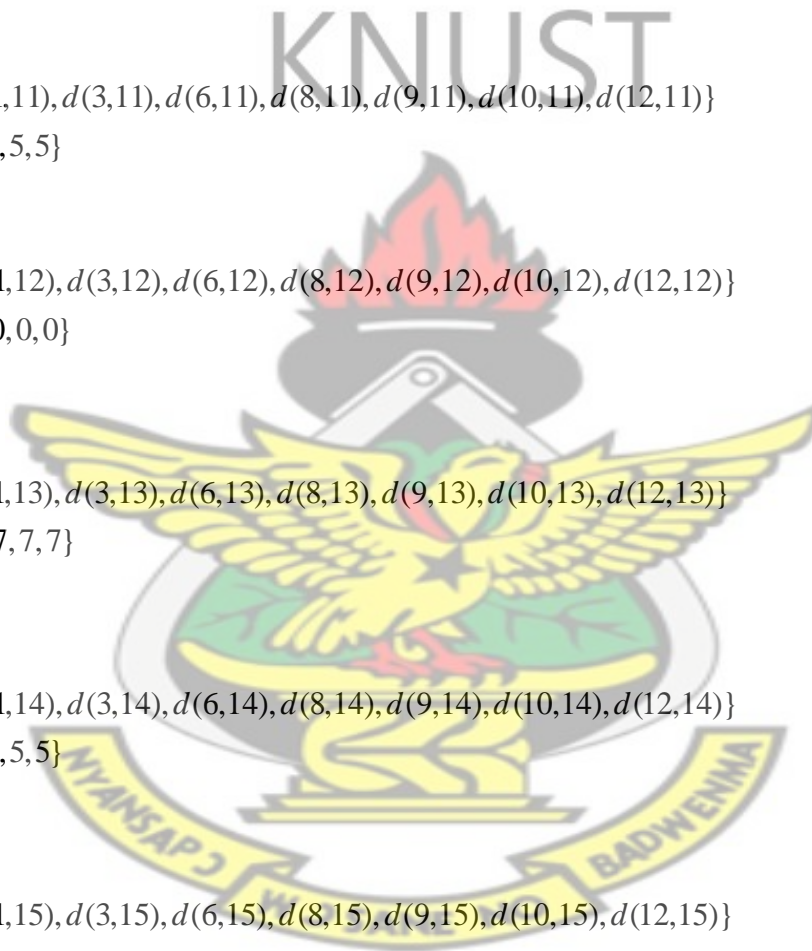 KNUST
,11),d(3,11),d(6,11),d(8,11),d(9,11),d(10,11),d(12,11)}
,5,5}
,12),d(3,12),d(6,12),d(8,12),d(9,12),d(10,12),d(12,12)}
,0,0}
,13),d(3,13),d(6,13),d(8,13),d(9,13),d(10,13),d(12,13)}
7,7,7}
,14),d(3,14),d(6,14),d(8,14),d(9,14),d(10,14),d(12,14)}
,5,5}
NYANSAPƆ BADWENMA
,15),d(3,15),d(6,15),d(8,15),d(9,15),d(10,15),d(12,15)}